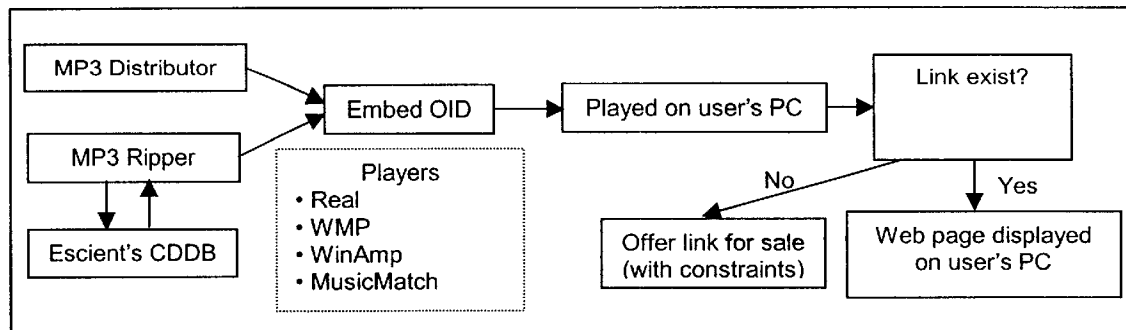 MP3 Distributor
MP3 Ripper
Escient's CDDB
Embed OID
Players
• Real
• WMP
• WinAmp
• MusicMatch
Played on user's PC
Link exist?
No
Yes
Offer link for sale
(with constraints)
Web page displayed
on user's PC